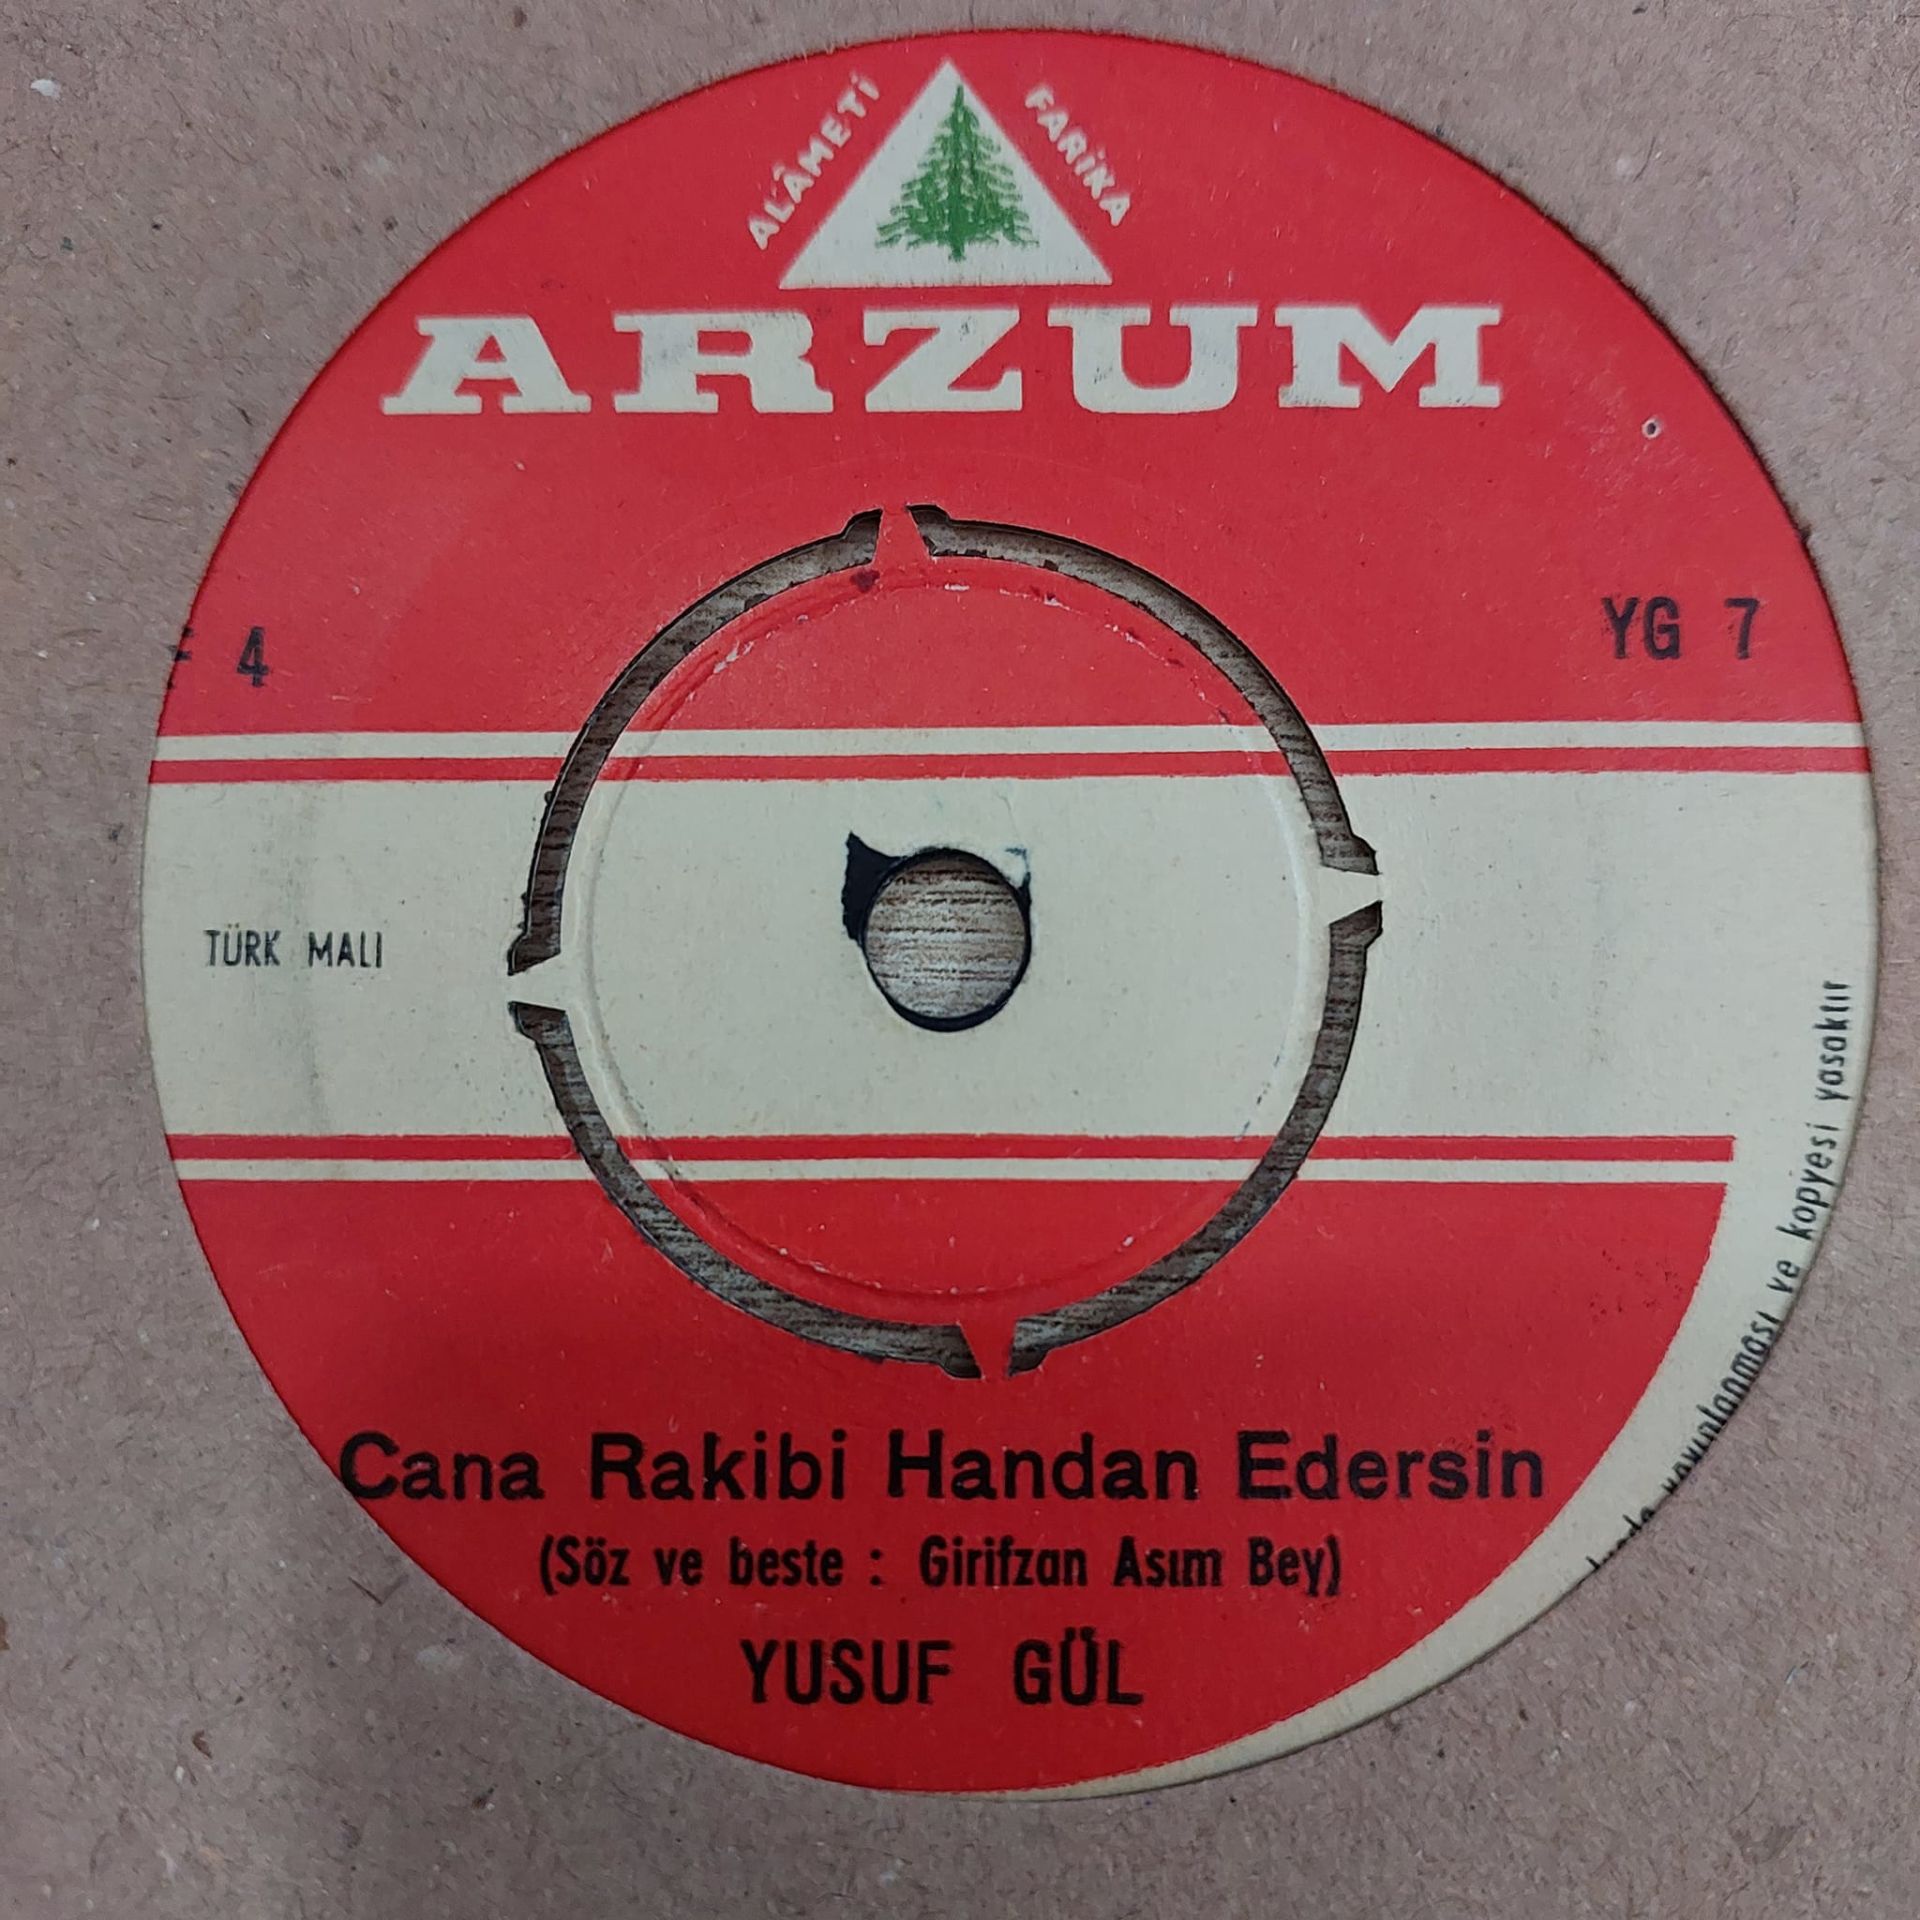 ALÂMETİ FARİKA
ARZUM
4 YG 7
TÜRK MALI
yayınlanması ve kopyesi yasaktır
Cana Rakibi Handan Edersin
(Söz ve beste : Girifzan Asım Bey)
YUSUF GÜL